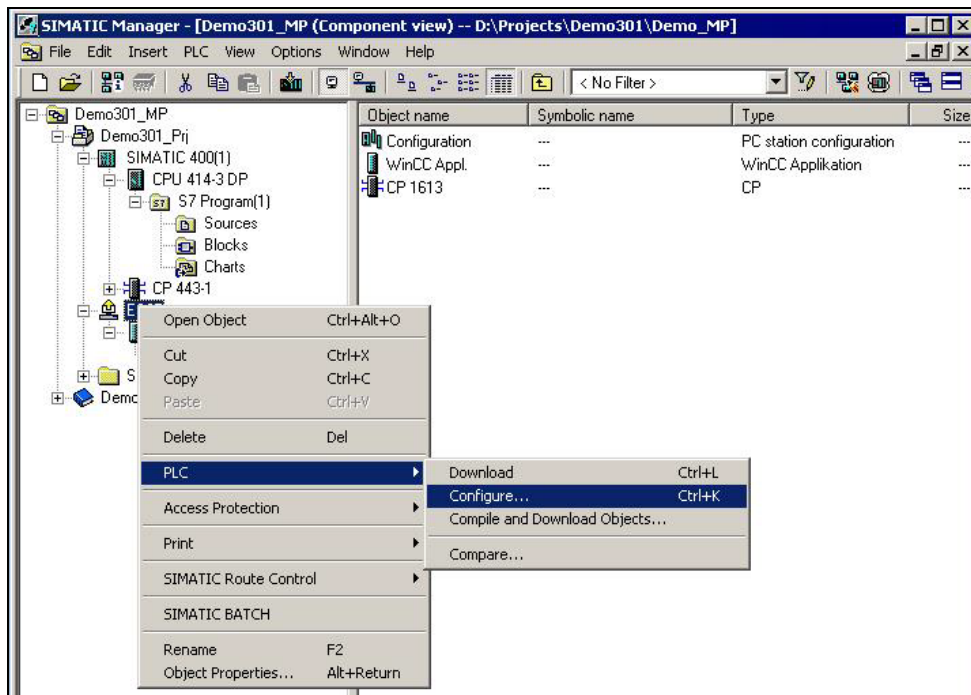 SIMATIC Manager - [Demo301_MP (Component view) -- D:\Projects\Demo301\Demo_MP]
File Edit Insert PLC View Options Window Help
< No Filter >
Demo301_MP
Demo301_Prj
SIMATIC 400(1)
CPU 414-3 DP
S7 Program(1)
Sources
Blocks
Charts
CP 443-1
E
S
Demo
Object name Symbolic name Type Size
Configuration --- PC station configuration ---
WinCC Appl. --- WinCC Applikation ---
CP 1613 --- CP ---
Open Object Ctrl+Alt+O
Cut Ctrl+X
Copy Ctrl+C
Paste Ctrl+V
Delete Del
PLC
Access Protection
Print
SIMATIC Route Control
SIMATIC BATCH
Rename F2
Object Properties... Alt+Return
Download Ctrl+L
Configure... Ctrl+K
Compile and Download Objects...
Compare...